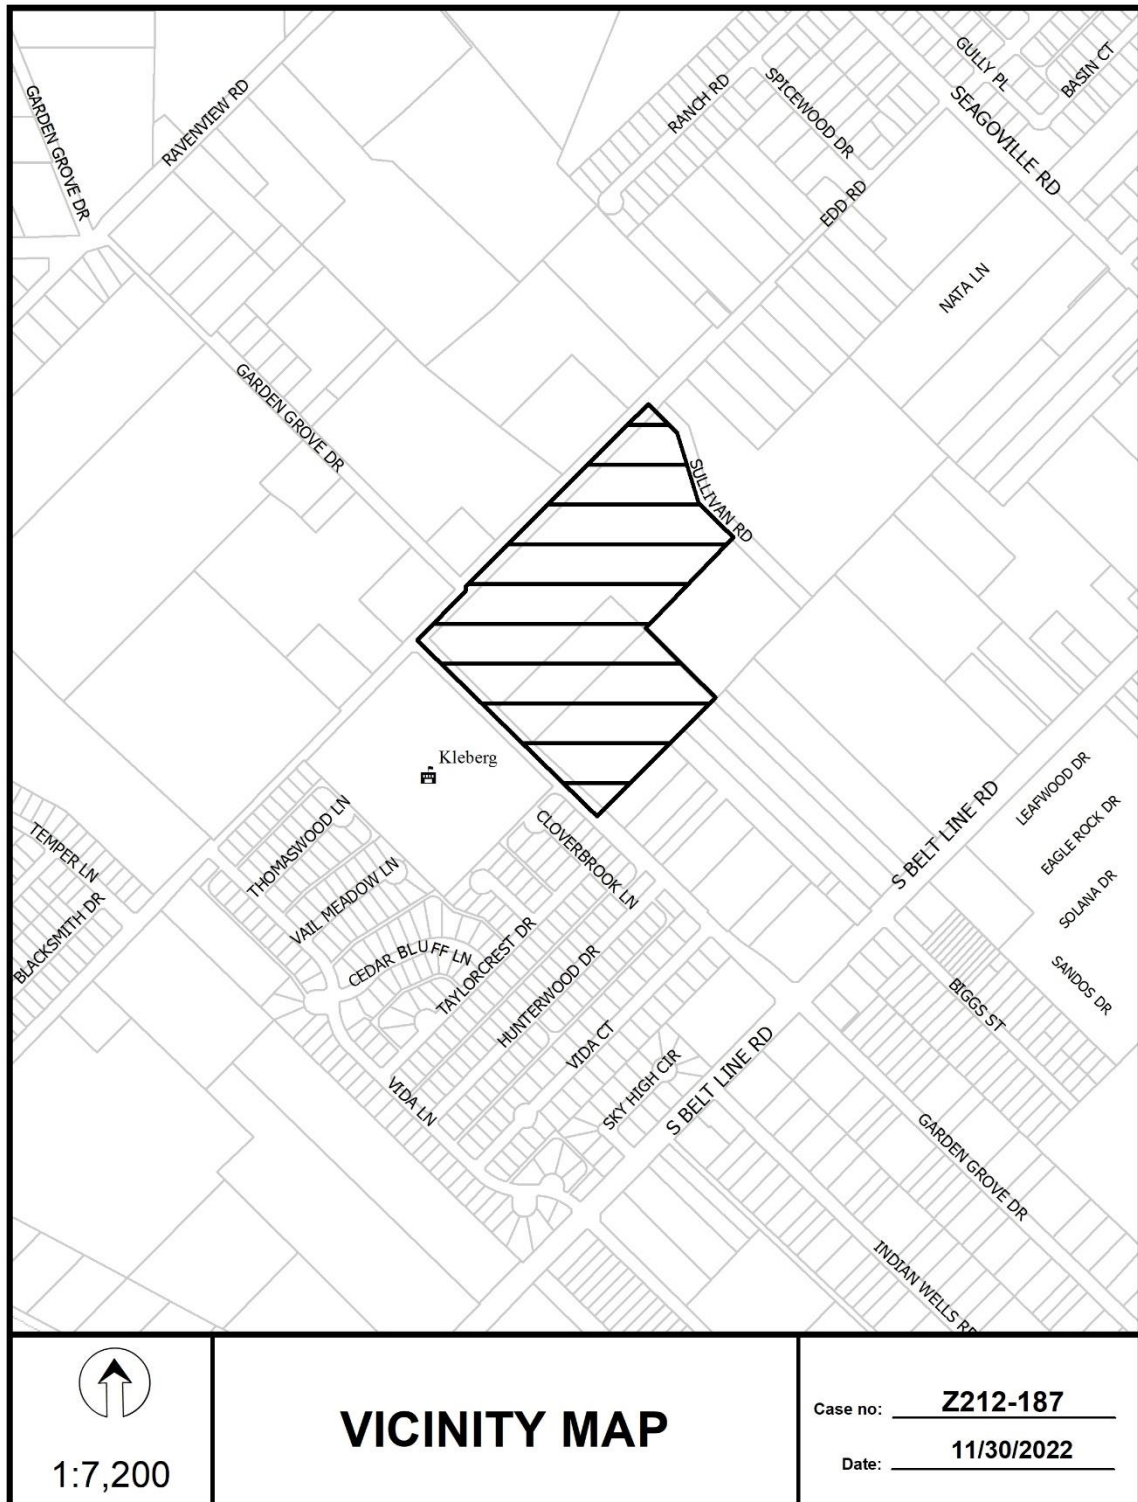 GULLY PL
BASIN CT
SEAGOVILLE RD
SPICEWOOD DR
RANCH RD
RAVENVIEW RD
GARDEN GROVE DR
EDD RD
NATA LN
GARDEN GROVE DR
SULLIVAN RD
Kleberg
THOMASWOOD LN
TEMPER LN
CLOVERBROOK LN
S BELT LINE RD
LEAFWOOD DR
EAGLE ROCK DR
SOLANA DR
SANDOS DR
VAIL MEADOW LN
BLACKSMITH DR
CEDAR BLUFF LN
TAYLORCREST DR
HUNTERWOOD DR
BIGGS ST
VIDA CT
SKY HIGH CIR
S BELT LINE RD
VIDA LN
GARDEN GROVE DR
INDIAN WELLS RD
1:7,200
VICINITY MAP
Case no: Z212-187
Date: 11/30/2022